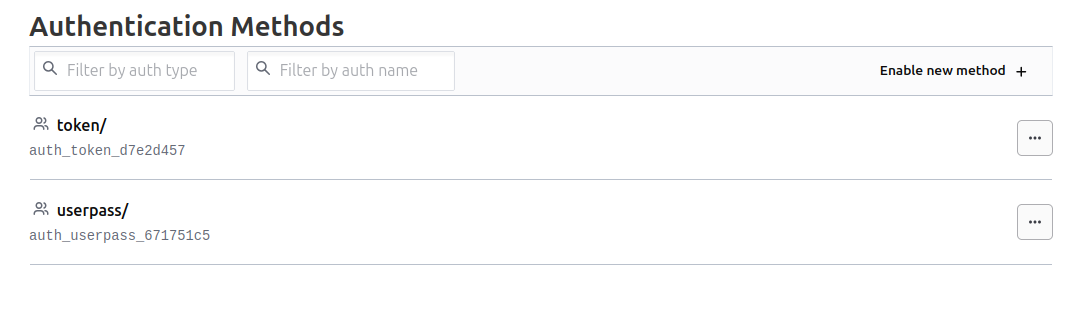 Authentication Methods
Filter by auth type
Filter by auth name
Enable new method +
token/
auth_token_d7e2d457
userpass/
auth_userpass_671751c5